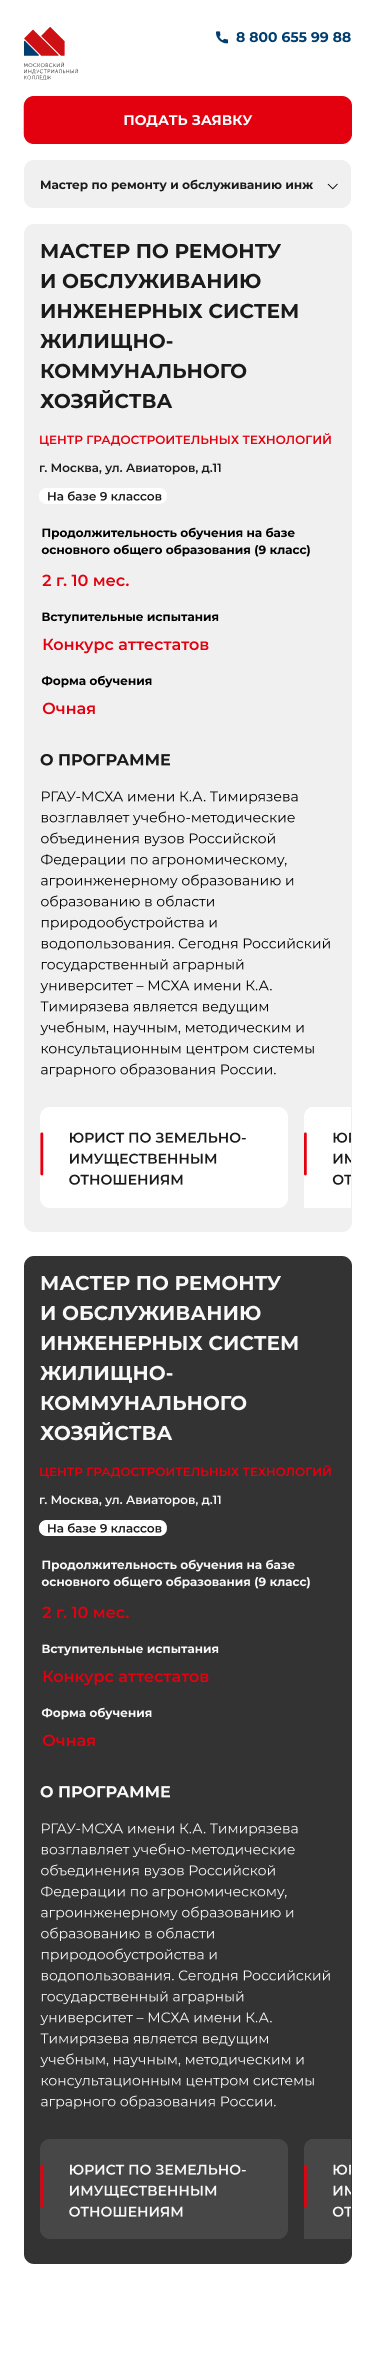 МОСКОВСКИЙ
ИНДУСТРИАЛЬНЫЙ
КОЛЛЕДЖ
8 800 655 99 88
ПОДАТЬ ЗАЯВКУ
Мастер по ремонту и обслуживанию инж
МАСТЕР ПО РЕМОНТУ
И ОБСЛУЖИВАНИЮ
ИНЖЕНЕРНЫХ СИСТЕМ
ЖИЛИЩНО-
КОММУНАЛЬНОГО
ХОЗЯЙСТВА
ЦЕНТР ГРАДОСТРОИТЕЛЬНЫХ ТЕХНОЛОГИЙ
г. Москва, ул. Авиаторов, д.11
На базе 9 классов
Продолжительность обучения на базе
основного общего образования (9 класс)
2 г. 10 мес.
Вступительные испытания
Конкурс аттестатов
Форма обучения
Очная
О ПРОГРАММЕ
РГАУ-МСХА имени К.А. Тимирязева
возглавляет учебно-методические
объединения вузов Российской
Федерации по агрономическому,
агроинженерному образованию и
образованию в области
природообустройства и
водопользования. Сегодня Российский
государственный аграрный
университет – МСХА имени К.А.
Тимирязева является ведущим
учебным, научным, методическим и
консультационным центром системы
аграрного образования России.
ЮРИСТ ПО ЗЕМЕЛЬНО-
ИМУЩЕСТВЕННЫМ
ОТНОШЕНИЯМ
МАСТЕР ПО РЕМОНТУ
И ОБСЛУЖИВАНИЮ
ИНЖЕНЕРНЫХ СИСТЕМ
ЖИЛИЩНО-
КОММУНАЛЬНОГО
ХОЗЯЙСТВА
ЦЕНТР ГРАДОСТРОИТЕЛЬНЫХ ТЕХНОЛОГИЙ
г. Москва, ул. Авиаторов, д.11
На базе 9 классов
Продолжительность обучения на базе
основного общего образования (9 класс)
2 г. 10 мес.
Вступительные испытания
Конкурс аттестатов
Форма обучения
Очная
О ПРОГРАММЕ
РГАУ-МСХА имени К.А. Тимирязева
возглавляет учебно-методические
объединения вузов Российской
Федерации по агрономическому,
агроинженерному образованию и
образованию в области
природообустройства и
водопользования. Сегодня Российский
государственный аграрный
университет – МСХА имени К.А.
Тимирязева является ведущим
учебным, научным, методическим и
консультационным центром системы
аграрного образования России.
ЮРИСТ ПО ЗЕМЕЛЬНО-
ИМУЩЕСТВЕННЫМ
ОТНОШЕНИЯМ